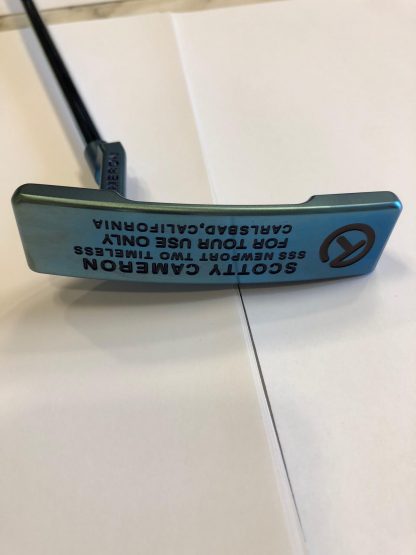 SCOTTY CAMERON
SSS NEWPORT TWO TIMELESS
FOR TOUR USE ONLY
CARLSBAD,CALIFORNIA